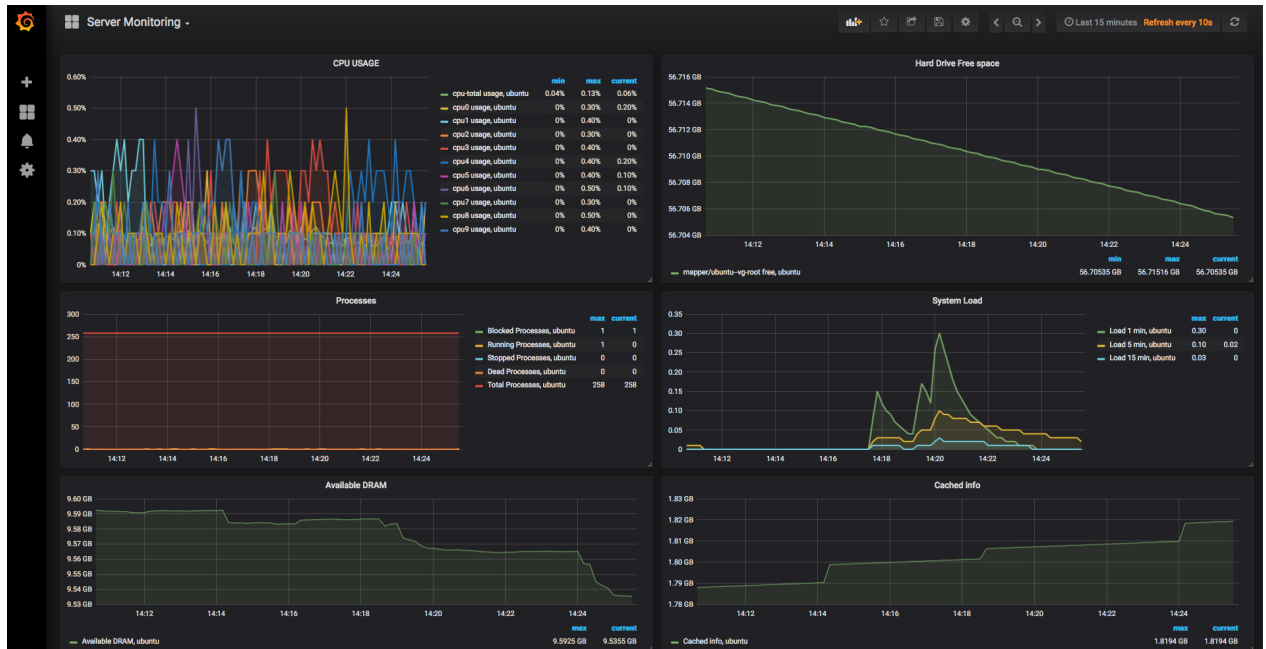 Server Monitoring
Last 15 minutes Refresh every 10s
CPU USAGE
0.60%
0.50%
0.40%
0.30%
0.20%
0.10%
0%
14:12 14:14 14:16 14:18 14:20 14:22 14:24
min max current
cpu-total usage, ubuntu 0.04% 0.13% 0.06%
cpu0 usage, ubuntu 0% 0.30% 0.20%
cpu1 usage, ubuntu 0% 0.40% 0%
cpu2 usage, ubuntu 0% 0.30% 0%
cpu3 usage, ubuntu 0% 0.40% 0%
cpu4 usage, ubuntu 0% 0.40% 0.20%
cpu5 usage, ubuntu 0% 0.40% 0.10%
cpu6 usage, ubuntu 0% 0.50% 0.10%
cpu7 usage, ubuntu 0% 0.30% 0%
cpu8 usage, ubuntu 0% 0.50% 0%
cpu9 usage, ubuntu 0% 0.40% 0%
Hard Drive Free space
56.716 GB
56.714 GB
56.712 GB
56.710 GB
56.708 GB
56.706 GB
56.704 GB
14:12 14:14 14:16 14:18 14:20 14:22 14:24
min max current
mapper/ubuntu-vg-root free, ubuntu 56.70535 GB 56.71516 GB 56.70535 GB
Processes
300
250
200
150
100
50
0
14:12 14:14 14:16 14:18 14:20 14:22 14:24
max current
Blocked Processes, ubuntu 1 1
Running Processes, ubuntu 1 0
Stopped Processes, ubuntu 0 0
Dead Processes, ubuntu 0 0
Total Processes, ubuntu 258 258
System Load
0.35
0.30
0.25
0.20
0.15
0.10
0.05
0
14:12 14:14 14:16 14:18 14:20 14:22 14:24
max current
Load 1 min, ubuntu 0.30 0
Load 5 min, ubuntu 0.10 0.02
Load 15 min, ubuntu 0.03 0
Available DRAM
9.60 GB
9.59 GB
9.58 GB
9.57 GB
9.56 GB
9.55 GB
9.54 GB
9.53 GB
14:12 14:14 14:16 14:18 14:20 14:22 14:24
max current
Available DRAM, ubuntu 9.5925 GB 9.5355 GB
Cached info
1.83 GB
1.82 GB
1.81 GB
1.80 GB
1.79 GB
1.78 GB
14:12 14:14 14:16 14:18 14:20 14:22 14:24
max current
Cached info, ubuntu 1.8194 GB 1.8194 GB